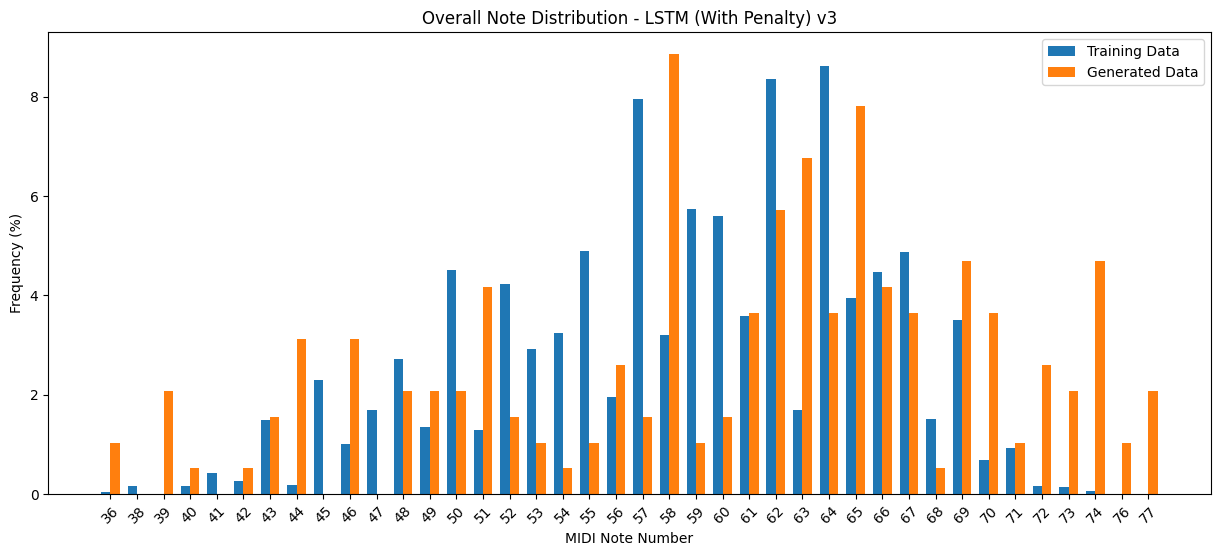 Overall Note Distribution - LSTM (With Penalty) v3
Training Data
Generated Data
Frequency (%)
8
6
4
2
0
36 38 39 40 41 42 43 44 45 46 47 48 49 50 51 52 53 54 55 56 57 58 59 60 61 62 63 64 65 66 67 68 69 70 71 72 73 74 76 77
MIDI Note Number